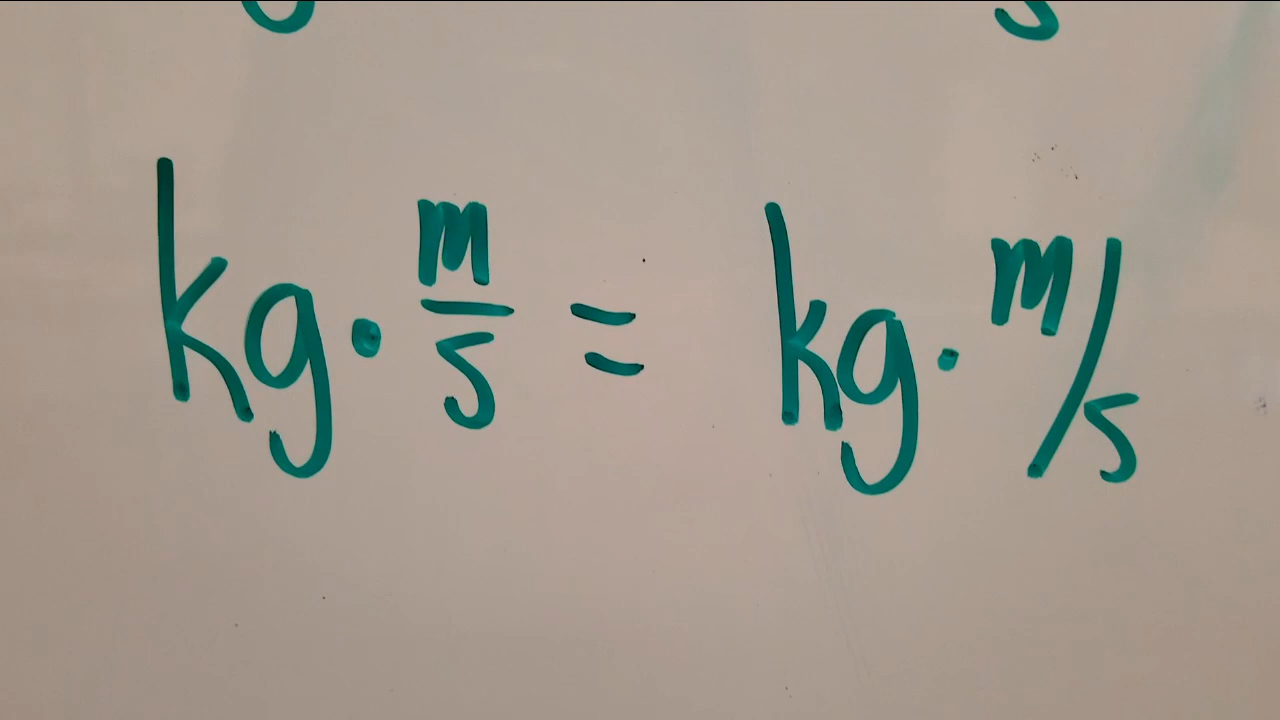 kg · m/s = kg · m/s